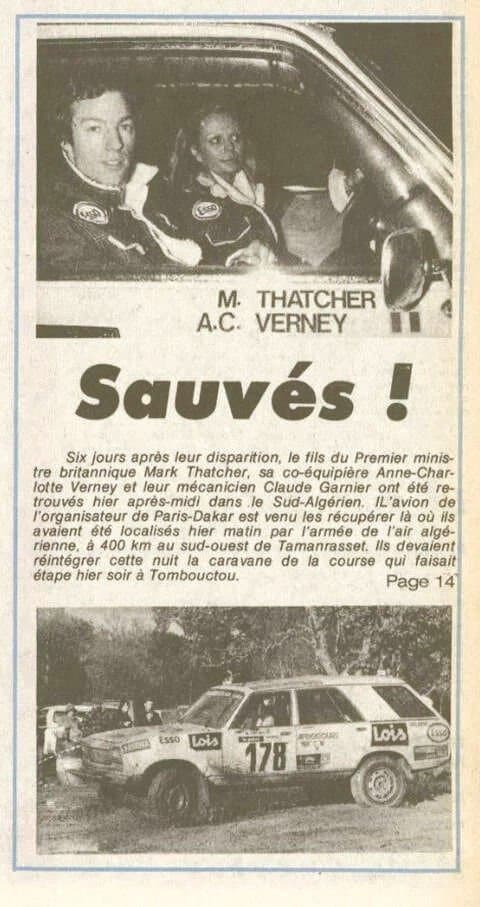 ESSO
ESSO
M. THATCHER
A.C. VERNEY
Sauvés !
Six jours après leur disparition, le fils du Premier minis-
tre britannique Mark Thatcher, sa co-équipière Anne-Char-
lotte Verney et leur mécanicien Claude Garnier ont été re-
trouvés hier après-midi dans le Sud-Algérien. IL'avion de
l'organisateur de Paris-Dakar est venu les récupérer là où ils
avaient été localisés hier matin par l'armée de l'air algé-
rienne, à 400 km au sud-ouest de Tamanrasset. Ils devaient
réintégrer cette nuit la caravane de la course qui faisait
étape hier soir à Tombouctou.
Page 14
ESSO
Lois
178
Lois
ESSO